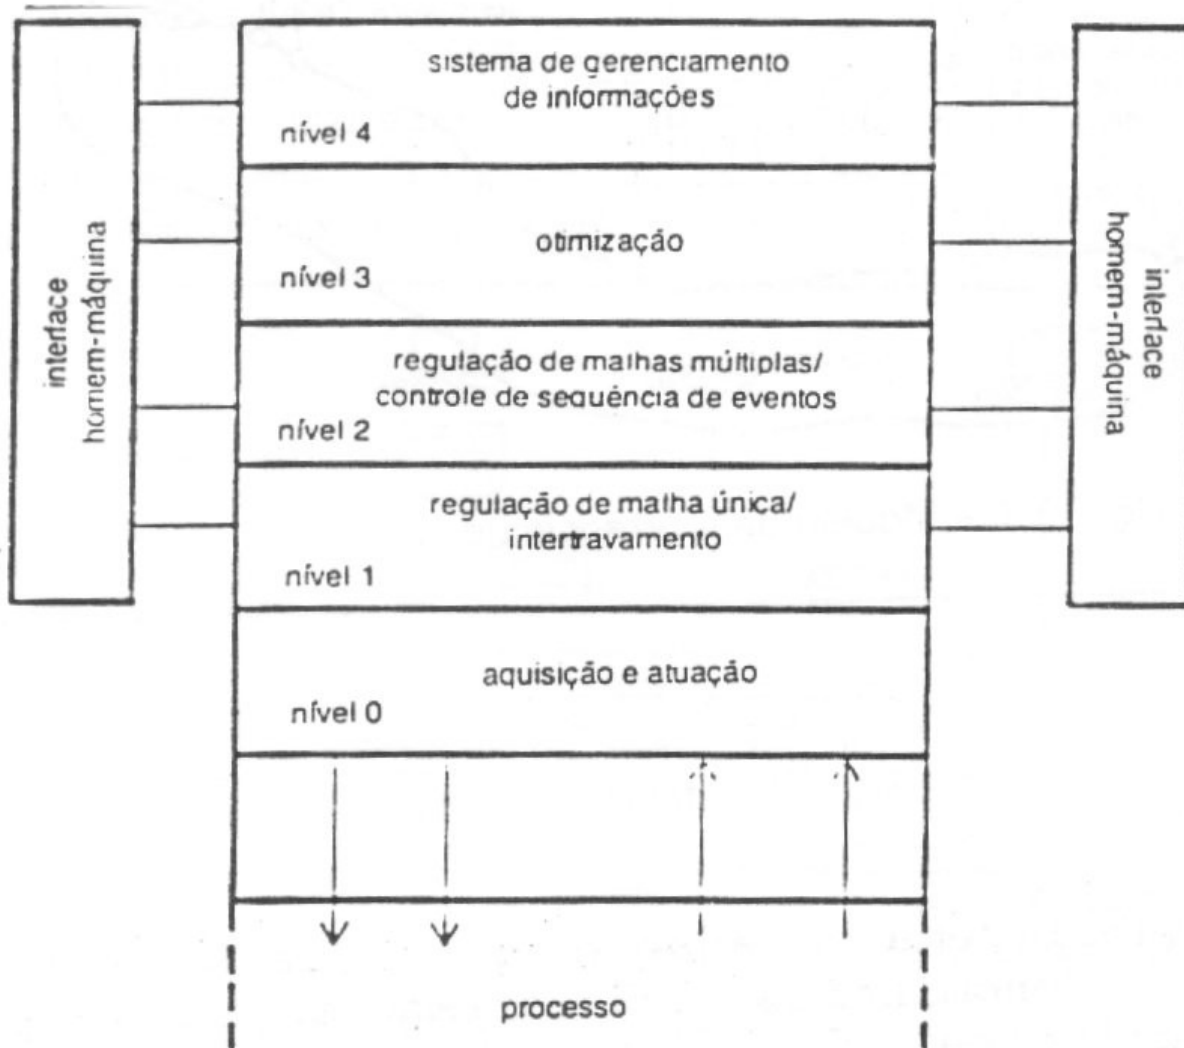 sistema de gerenciamento
de informações
nível 4
otimização
nível 3
regulação de malhas múltiplas/
controle de sequência de eventos
nível 2
regulação de malha única/
intertravamento
nível 1
aquisição e atuação
nível 0
processo
interface
homem-máquina
interface
homem-máquina